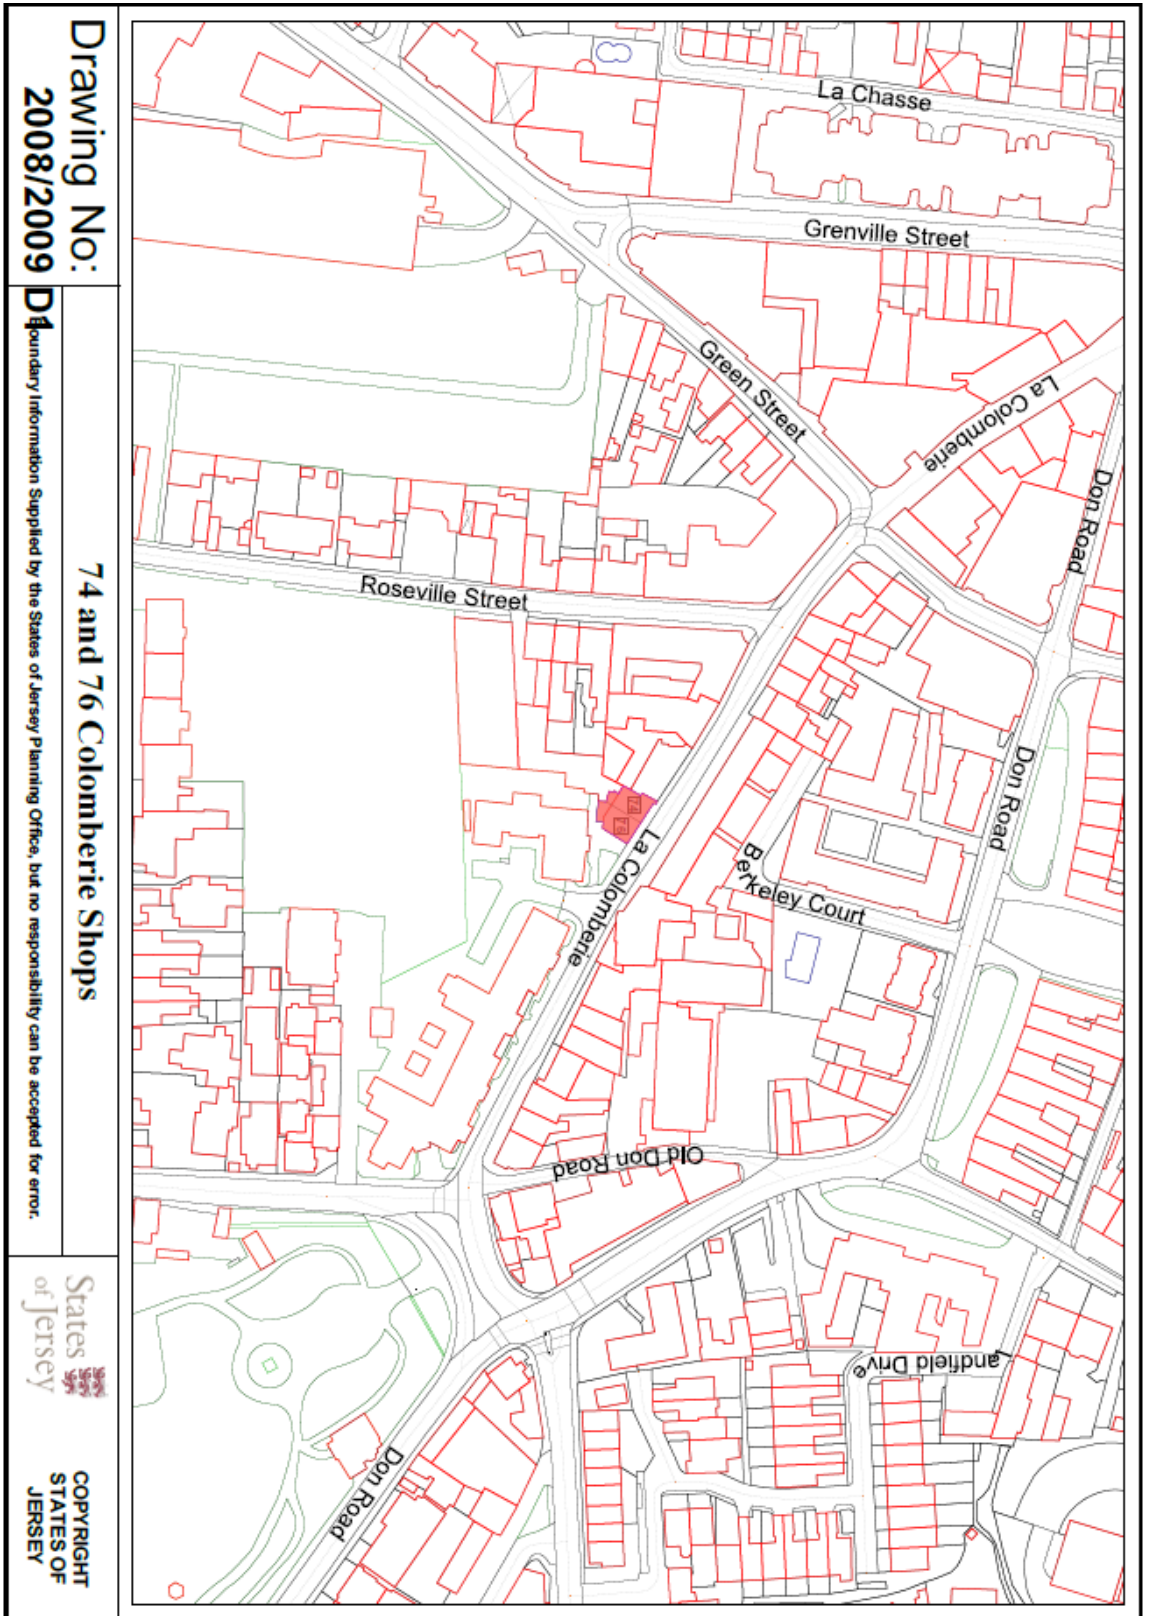 La Chasse
Grenville Street
Green Street
La Colomberie
Don Road
Roseville Street
Don Road
74
76
La Colomberie
Berkeley Court
Old Don Road
andfield Drive
Don Road
Drawing No:
2008/2009 D1
74 and 76 Colomberie Shops
Boundary Information Supplied by the States of Jersey Planning Office, but no responsibility can be accepted for error.
States
of Jersey
COPYRIGHT
STATES OF
JERSEY